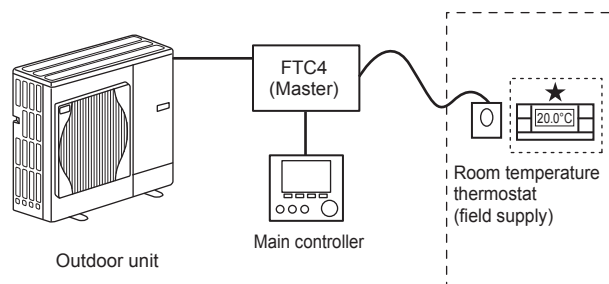 FTC4
(Master)
20.0°C
Room temperature
thermostat
(field supply)
Main controller
Outdoor unit